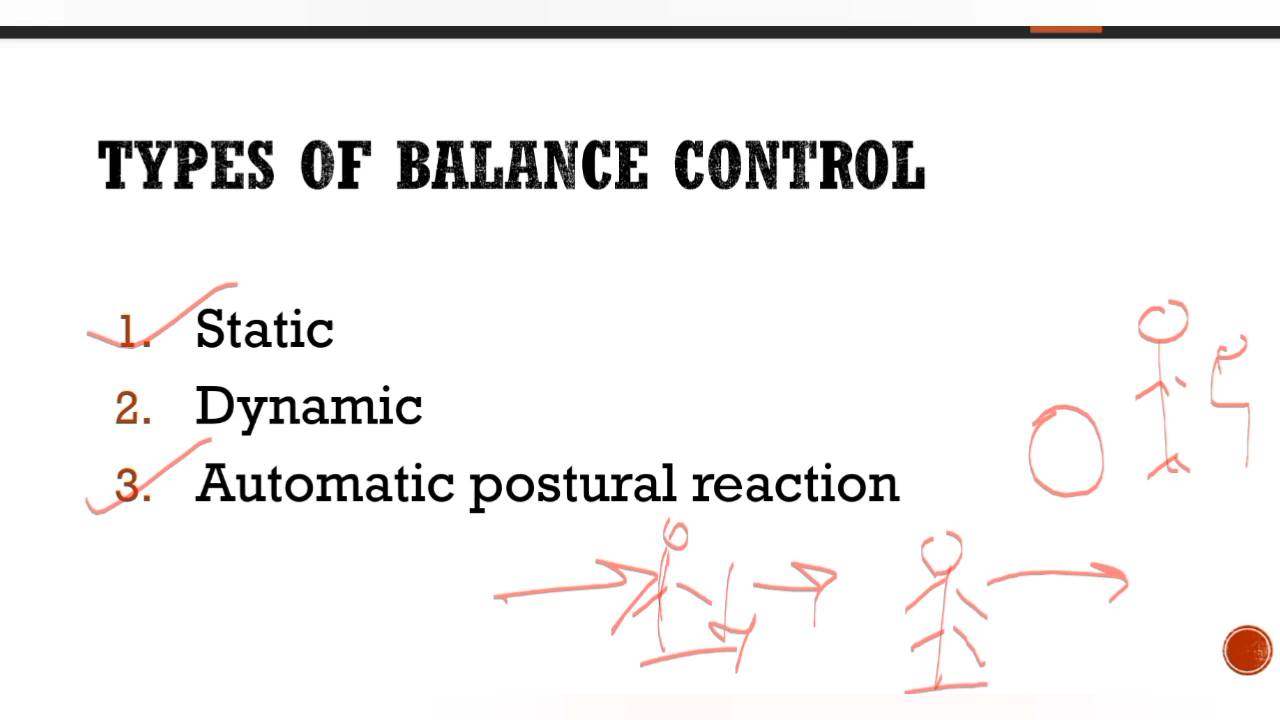 TYPES OF BALANCE CONTROL
1. Static
2. Dynamic
3. Automatic postural reaction